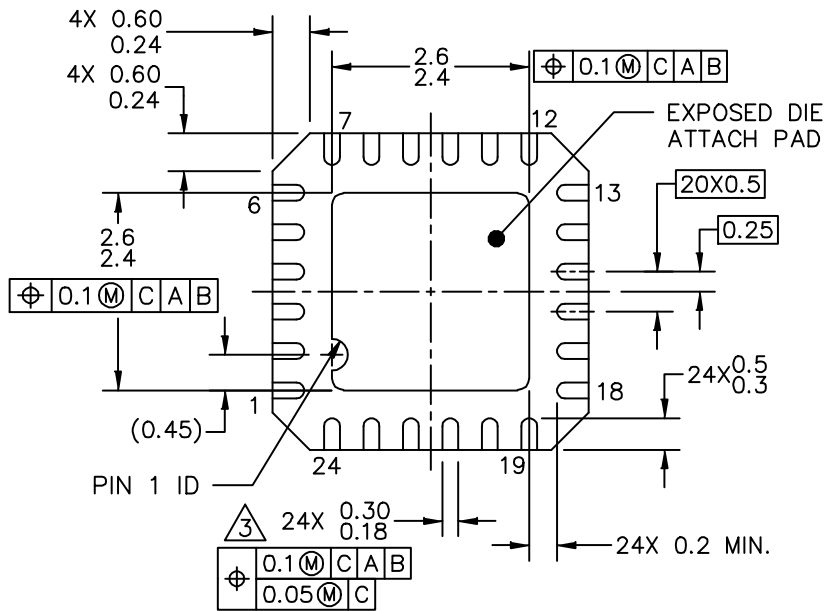 4X 0.60
0.24
4X 0.60
0.24
2.6
2.4
⌖ 0.1 Ⓜ C A B
7
12
EXPOSED DIE
ATTACH PAD
6
13
20X0.5
0.25
2.6
2.4
⌖ 0.1 Ⓜ C A B
1
18
24X 0.5
0.3
(0.45)
24
19
PIN 1 ID
3
24X 0.30
0.18
24X 0.2 MIN.
⌖ 0.1 Ⓜ C A B
0.05 Ⓜ C